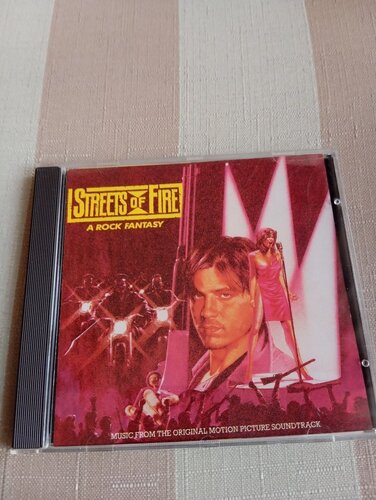 STREETS OF FIRE
A ROCK FANTASY
MUSIC FROM THE ORIGINAL MOTION PICTURE SOUNDTRACK